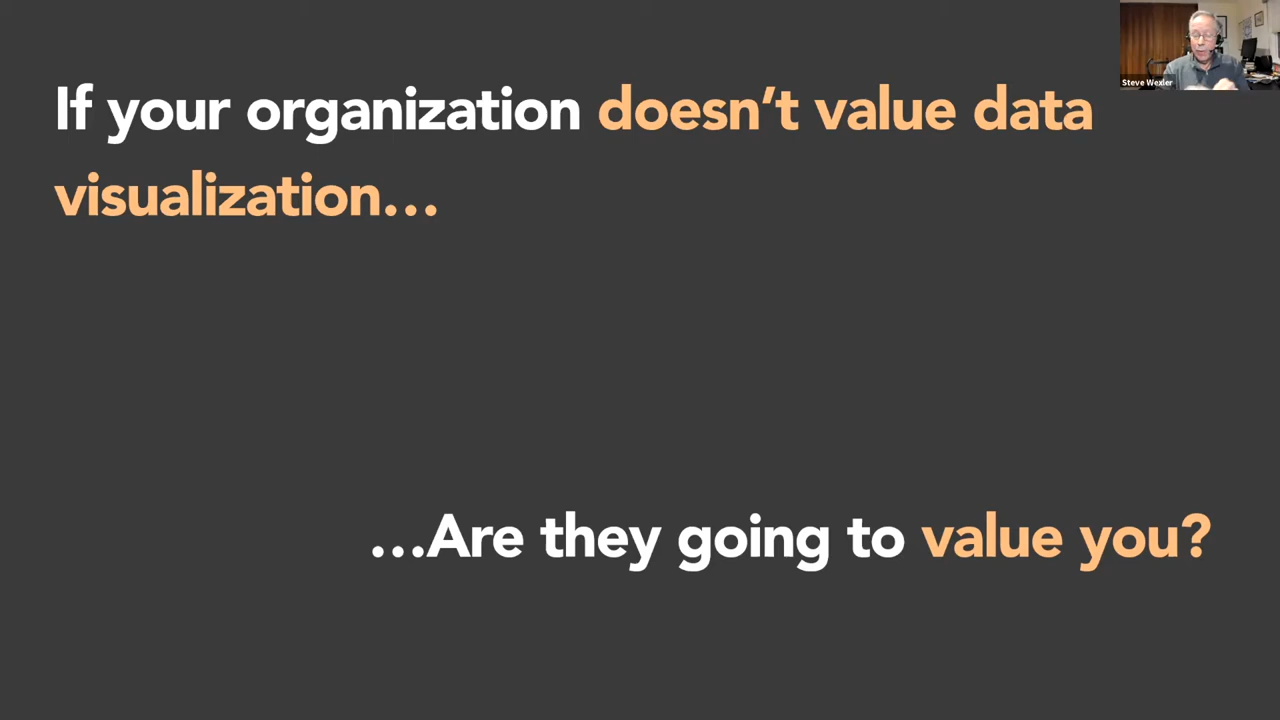 If your organization doesn’t value data
visualization…
…Are they going to value you?
Steve Wexler